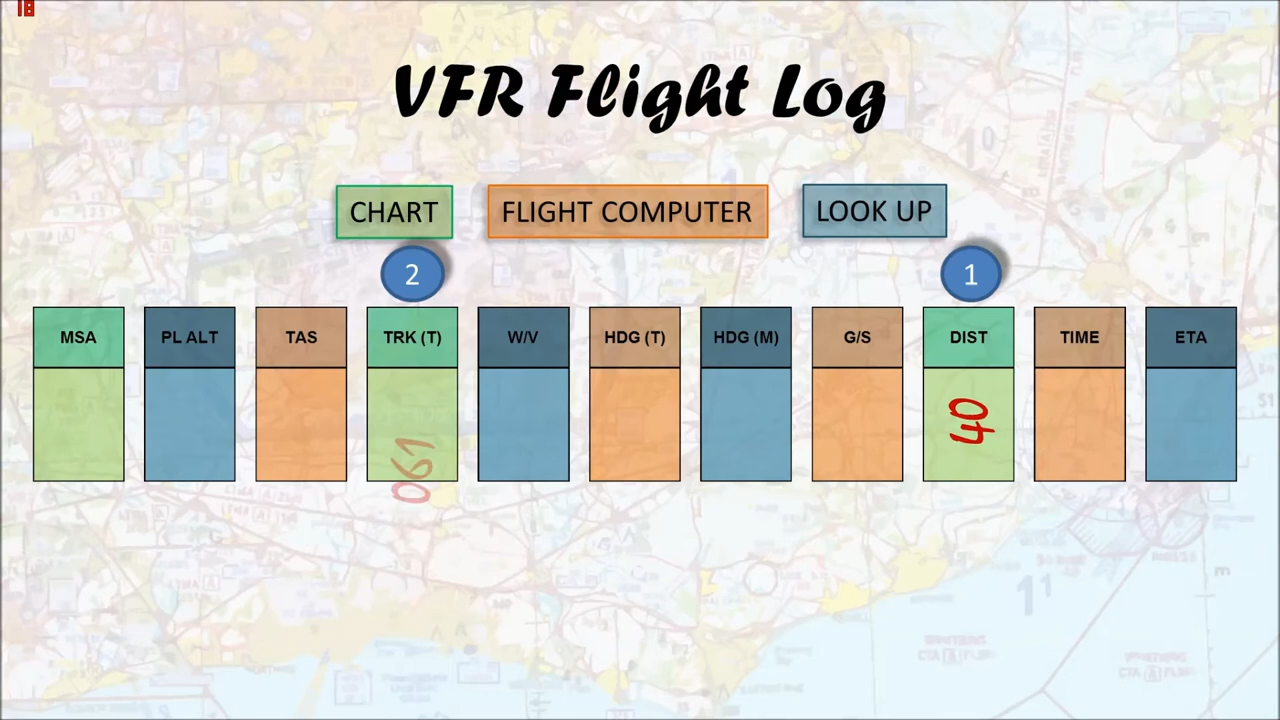 VFR Flight Log
CHART FLIGHT COMPUTER LOOK UP
2 1
MSA PL ALT TAS TRK (T) W/V HDG (T) HDG (M) G/S DIST TIME ETA
061 40